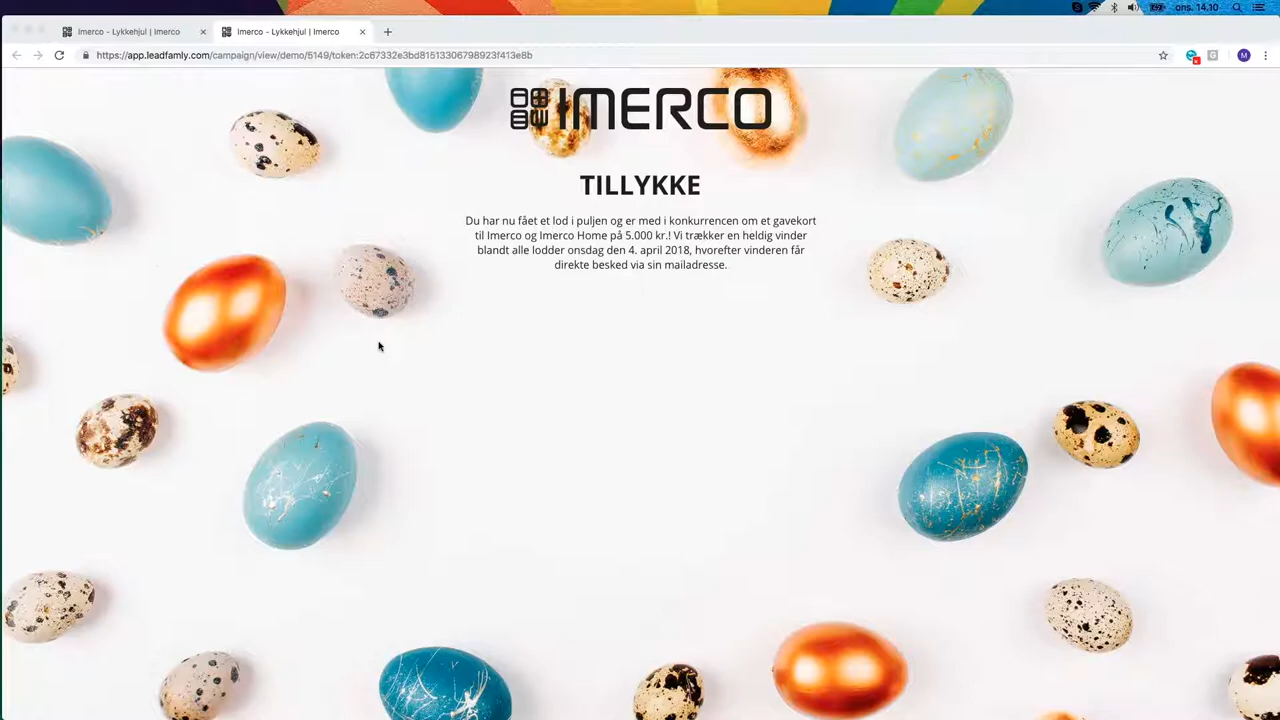 ons. 14.10
Imerco - Lykkehjul | Imerco
Imerco - Lykkehjul | Imerco
https://app.leadfamly.com/campaign/view/demo/5149/token:2c67332e3bd81513306798923f413e8b
M
IMERCO
TILLYKKE
Du har nu fået et lod i puljen og er med i konkurrencen om et gavekort
til Imerco og Imerco Home på 5.000 kr.! Vi trækker en heldig vinder
blandt alle lodder onsdag den 4. april 2018, hvorefter vinderen får
direkte besked via sin mailadresse.